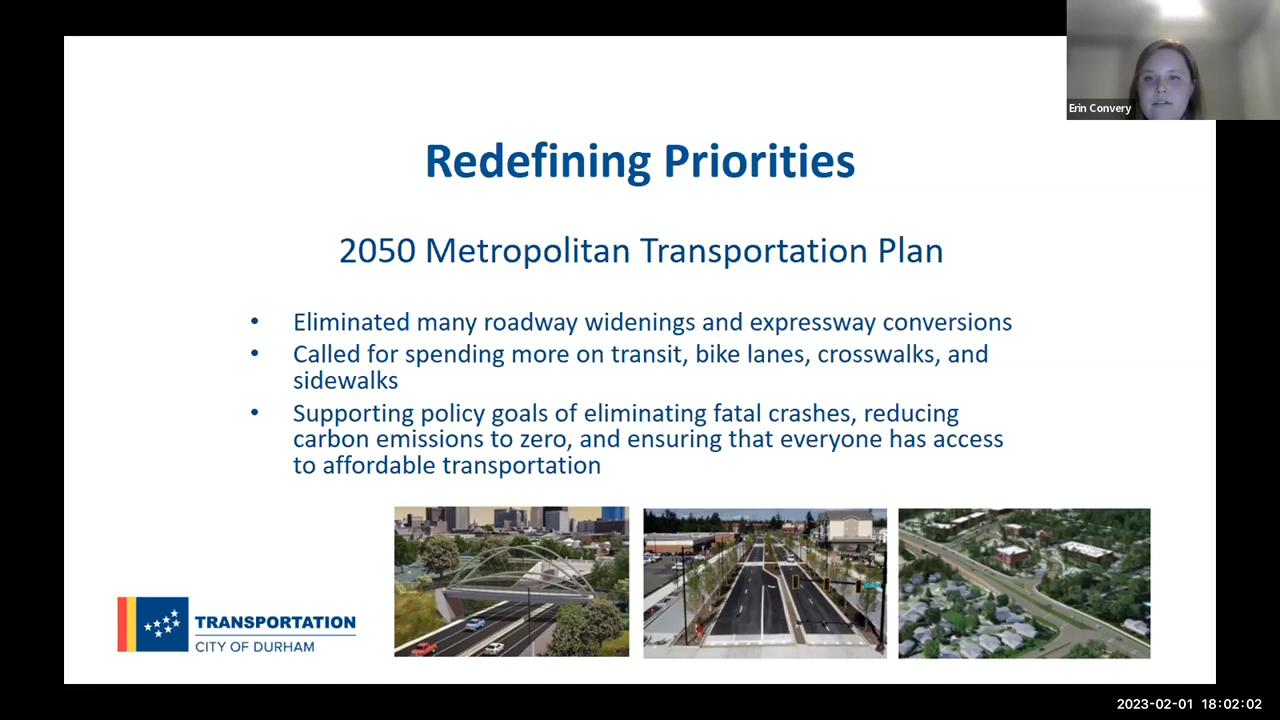 Erin Convery
Redefining Priorities
2050 Metropolitan Transportation Plan
• Eliminated many roadway widenings and expressway conversions
• Called for spending more on transit, bike lanes, crosswalks, and
sidewalks
• Supporting policy goals of eliminating fatal crashes, reducing
carbon emissions to zero, and ensuring that everyone has access
to affordable transportation
TRANSPORTATION
CITY OF DURHAM
2023-02-01 18:02:02